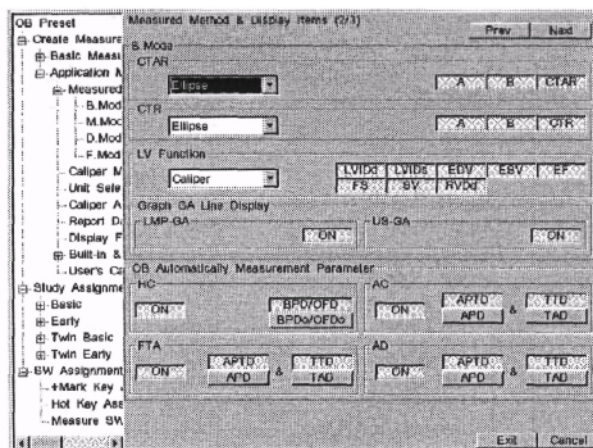 OB Preset
Create Measure
Basic Measu
Application M
Measured
B.Mod
M.Mod
D.Mod
F.Mod
Caliper M
Unit Sele
Caliper A
Report Da
Display F
Built-in &
User's Ca
Study Assignme
Basic
Early
Twin Basic
Twin Early
SW Assignment
+Mark Key
Hot Key Ass
Measure SW
Measured Method & Display Items (2/3)
Prev Next
B.Mode
CTAR
Ellipse A B CTAR
CTR
Ellipse A B CTR
LV Function
Caliper LVIDd LVIDs EDV ESV EF
FS SV RVDd
Graph GA Line Display
LMP-GA US-GA
ON ON
OB Automatically Measurement Parameter
HC AC
ON BPD/OFD ON APTD & TTD
BPDo/OFDo APD TAD
FTA AD
ON APTD & TTD ON APTD & TTD
APD TAD APD TAD
Exit Cancel